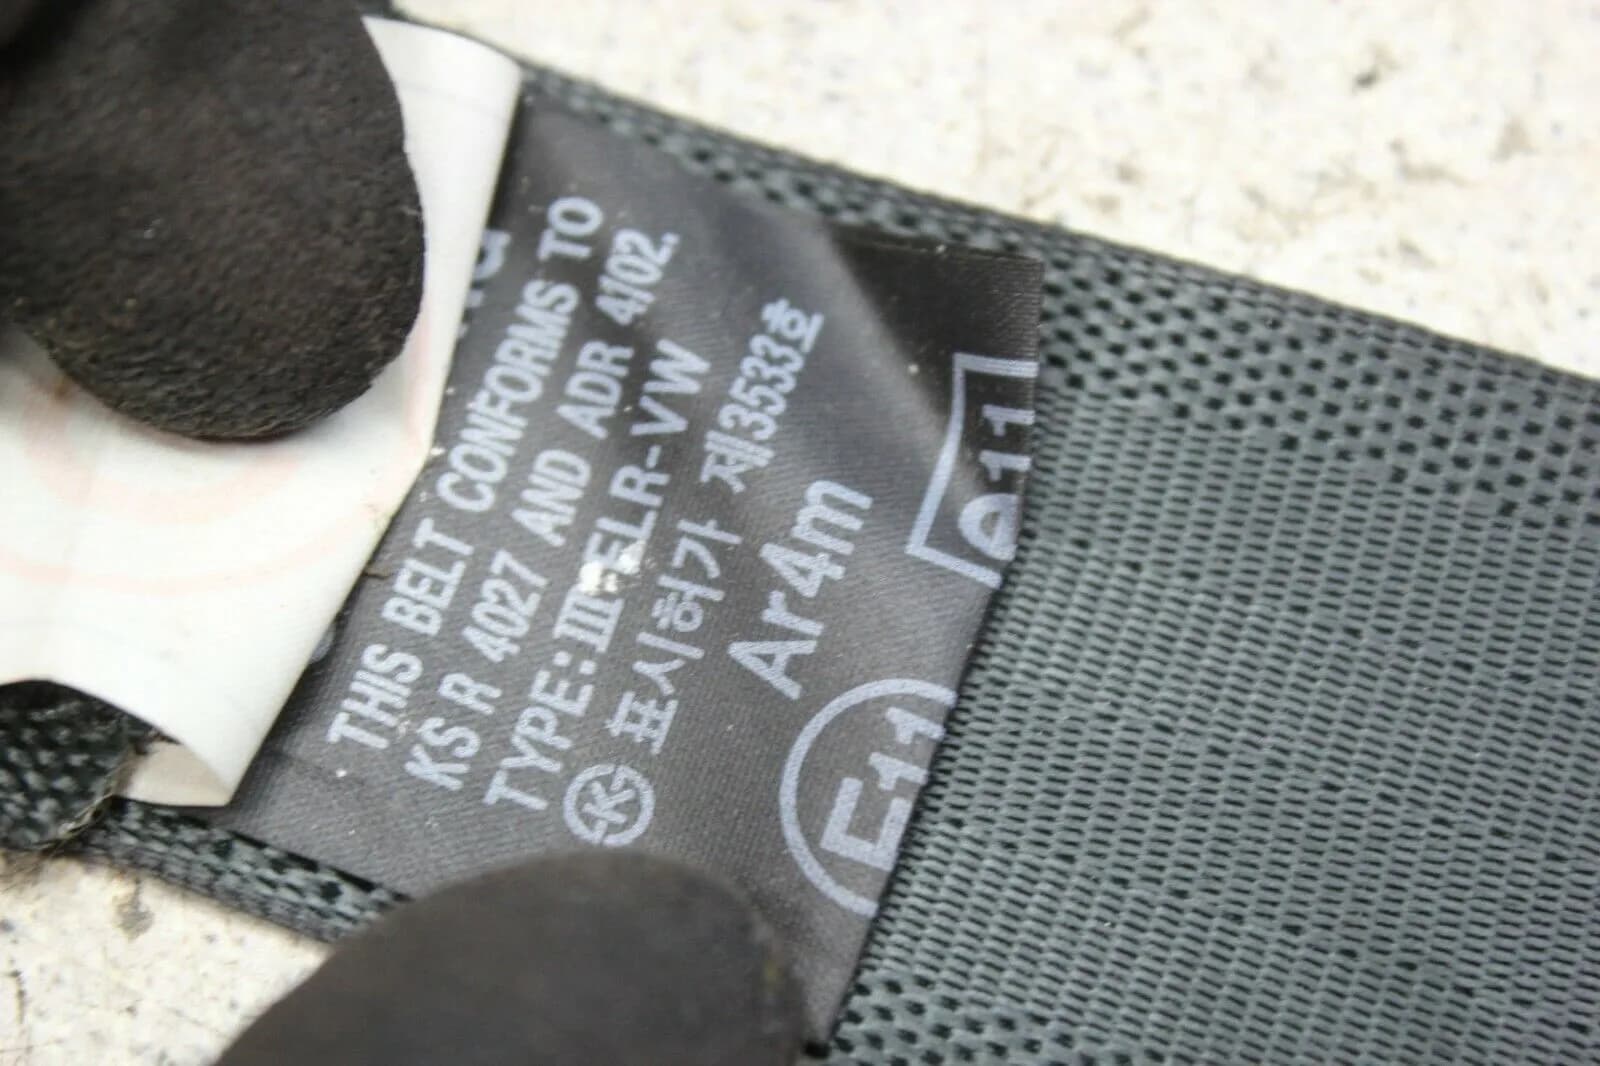 THIS BELT CONFORMS TO
KS R 4027 AND ADR 4/02.
TYPE:III ELR-VW
K 표시허가 제3533호
Ar4m
E11
e11